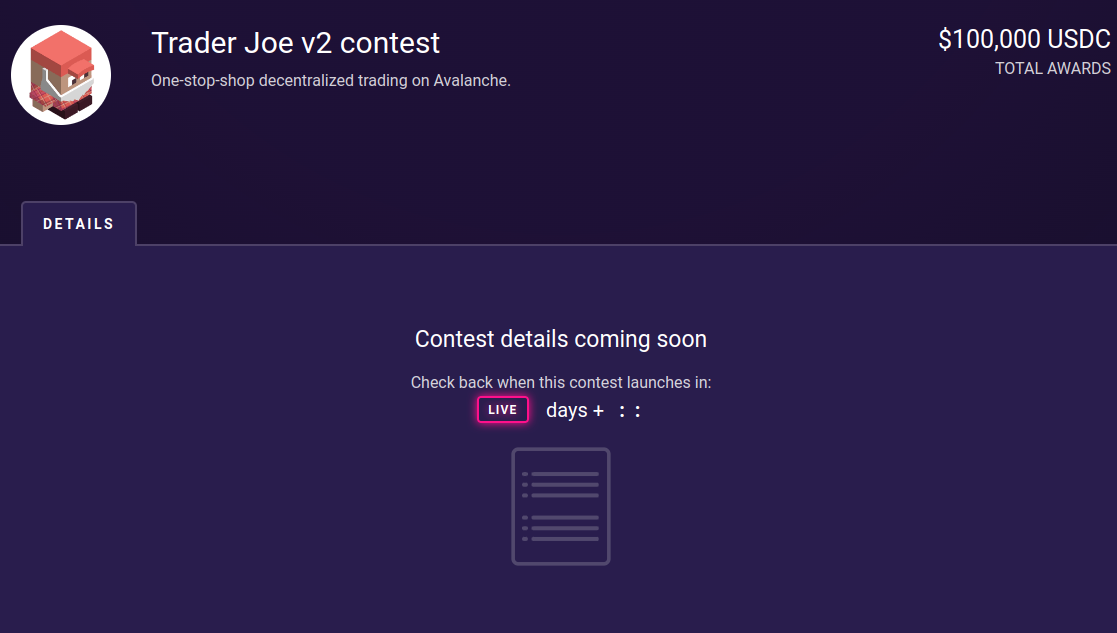 Trader Joe v2 contest
$100,000 USDC
One-stop-shop decentralized trading on Avalanche.
TOTAL AWARDS
DETAILS
Contest details coming soon
Check back when this contest launches in:
LIVE days + : :